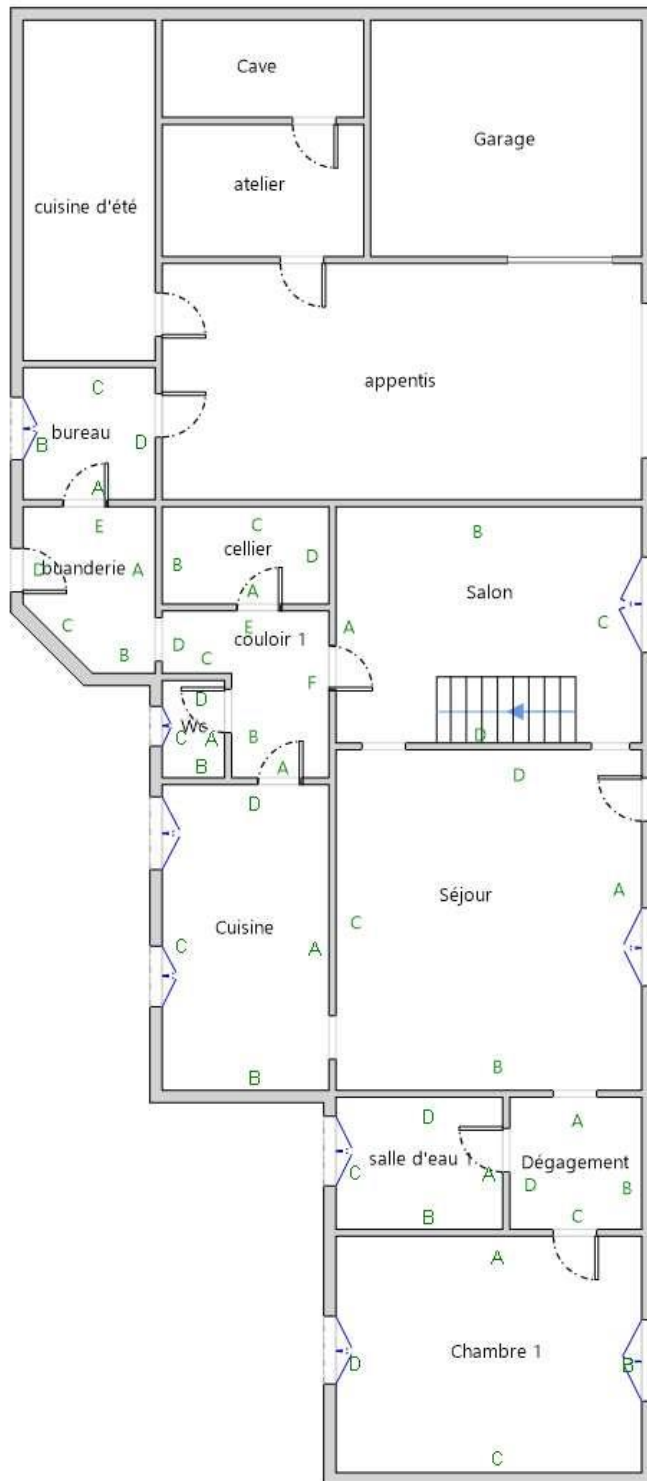 Cave
Garage
atelier
cuisine d'été
appentis
C
bureau
B
D
A
E
C
B
cellier
D
Salon
D
buanderie
A
B
A
C
C
E
couloir 1
A
D
B
C
F
D
Wc
C
A
B
B
A
D
D
D
A
Séjour
C
Cuisine
C
A
B
B
D
A
salle d'eau 1
A
Dégagement
C
D
B
B
C
A
Chambre 1
D
B
C